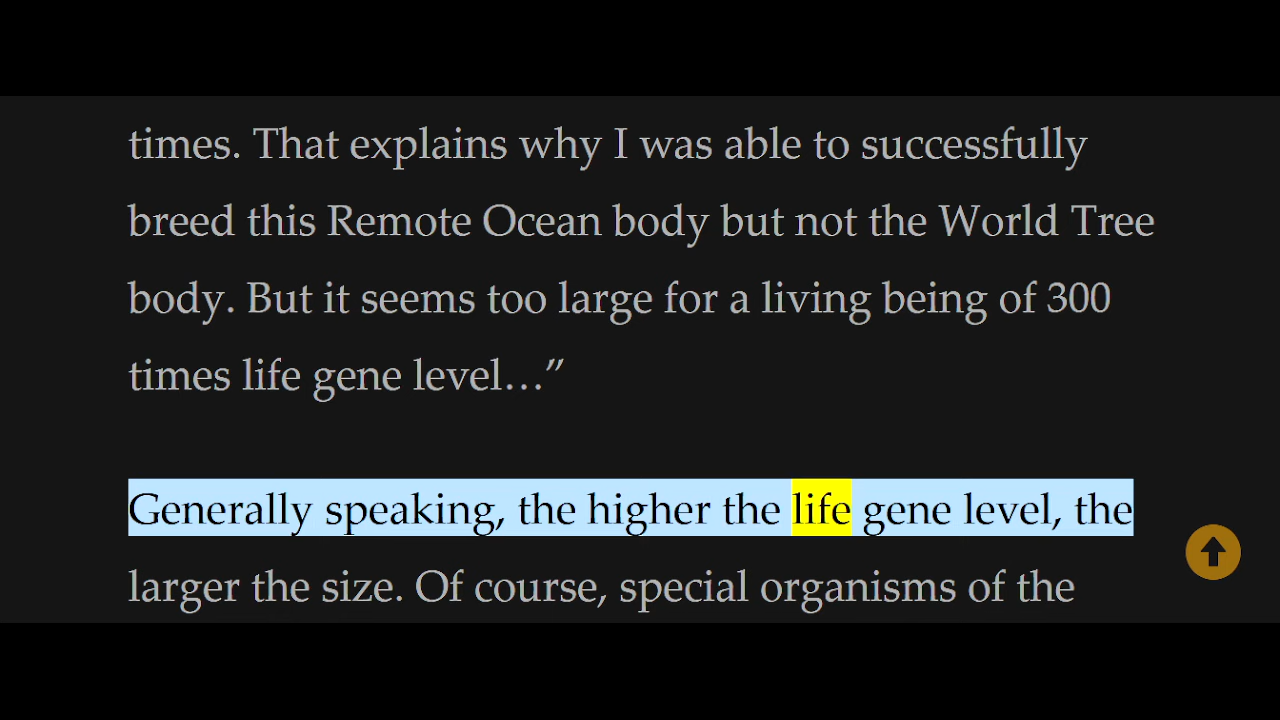 times. That explains why I was able to successfully
breed this Remote Ocean body but not the World Tree
body. But it seems too large for a living being of 300
times life gene level…”
Generally speaking, the higher the life gene level, the
larger the size. Of course, special organisms of the